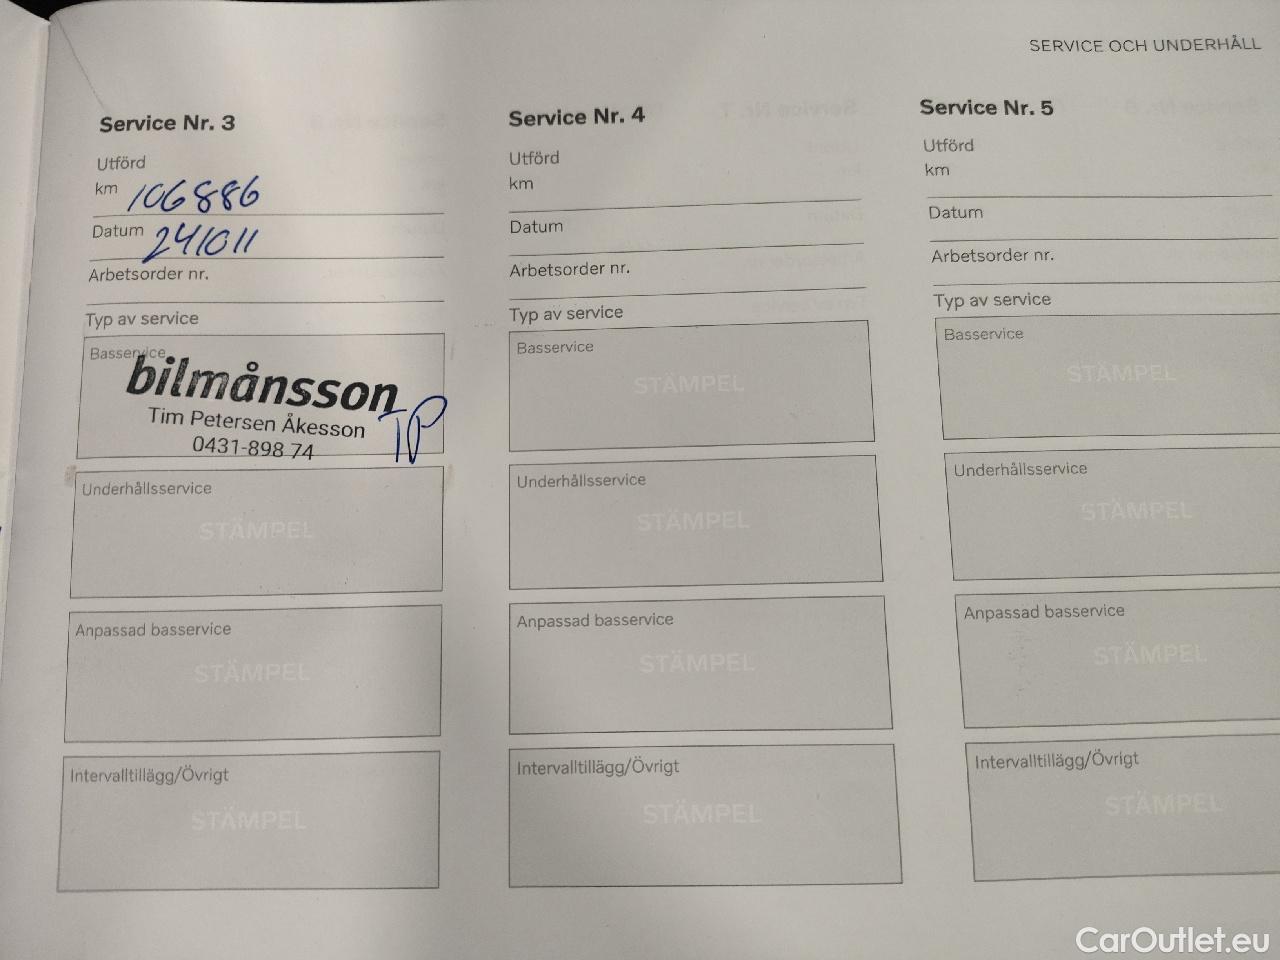 SERVICE OCH UNDERHÅLL
Service Nr. 3
Utförd
km 106886
Datum 241011
Arbetsorder nr.
Typ av service
Basservice
bilmånsson
Tim Petersen Åkesson
0431-898 74
TP
Underhållsservice
STÄMPEL
Anpassad basservice
STÄMPEL
Intervalltillägg/Övrigt
STÄMPEL
Service Nr. 4
Utförd
km
Datum
Arbetsorder nr.
Typ av service
Basservice
STÄMPEL
Underhållsservice
STÄMPEL
Anpassad basservice
STÄMPEL
Intervalltillägg/Övrigt
STÄMPEL
Service Nr. 5
Utförd
km
Datum
Arbetsorder nr.
Typ av service
Basservice
STÄMPEL
Underhållsservice
STÄMPEL
Anpassad basservice
STÄMPEL
Intervalltillägg/Övrigt
STÄMPEL
CarOutlet.eu